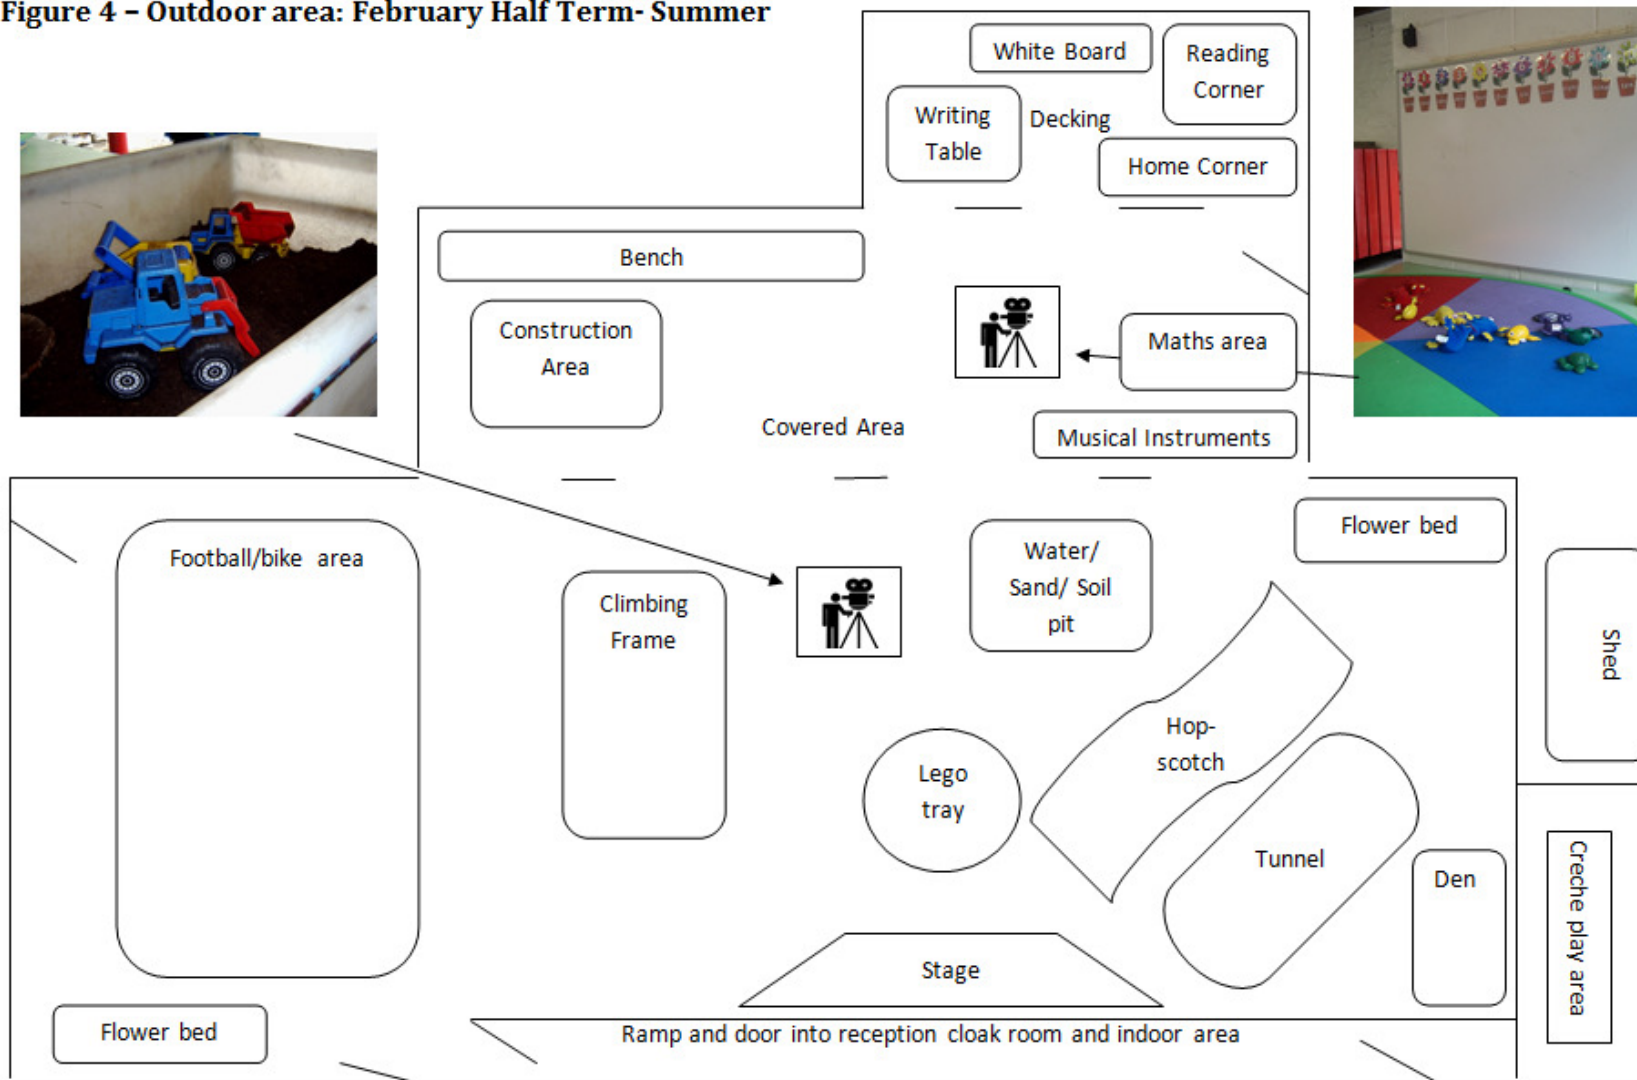 Figure 4 – Outdoor area: February Half Term- Summer
White Board
Reading
Corner
Writing
Table
Decking
Home Corner
Bench
Construction
Area
Maths area
Covered Area
Musical Instruments
Flower bed
Football/bike area
Water/
Sand/ Soil
pit
Climbing
Frame
Shed
Hop-
scotch
Lego
tray
Tunnel
Den
Creche play area
Stage
Flower bed
Ramp and door into reception cloak room and indoor area